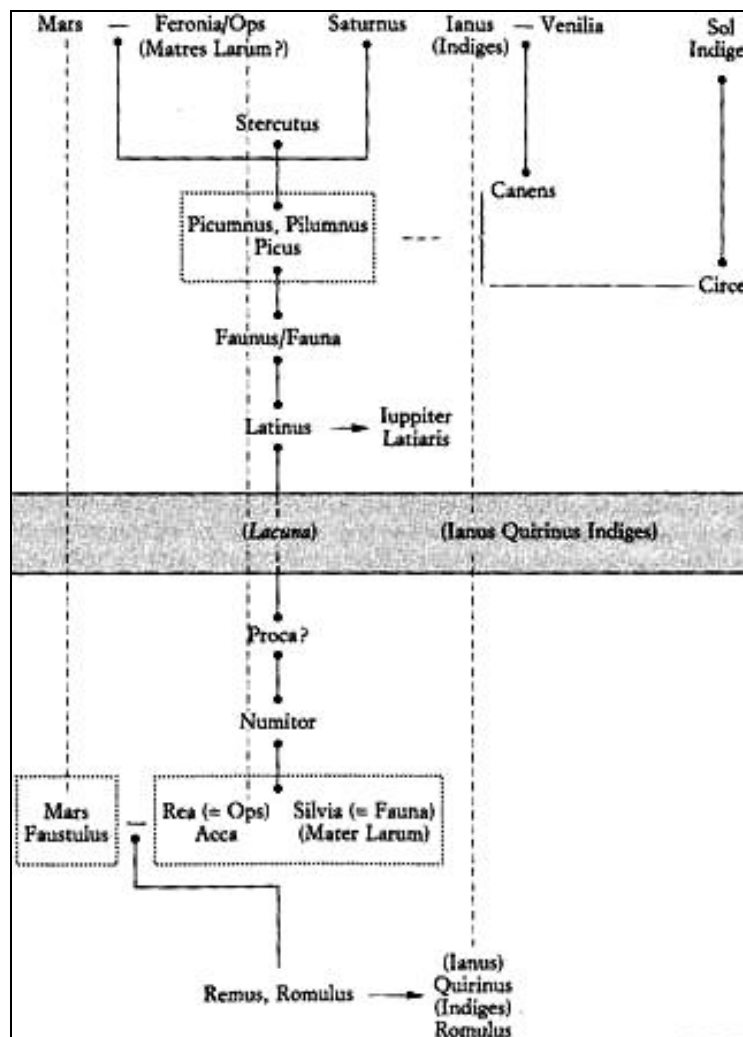 Mars — Feronia/Ops Saturnus Ianus — Venilia Sol
(Matres Larum?) (Indiges) Indige
Stercutus
Canens
Picumnus, Pilumnus
Picus
Circe
Faunus/Fauna
Latinus → Iuppiter
Latiaris
(Lacuna) (Ianus Quirinus Indiges)
Proca?
Numitor
Mars — Rea (= Ops) Silvia (= Fauna)
Faustulus Acca (Mater Larum)
(Ianus)
Remus, Romulus → Quirinus
(Indiges)
Romulus